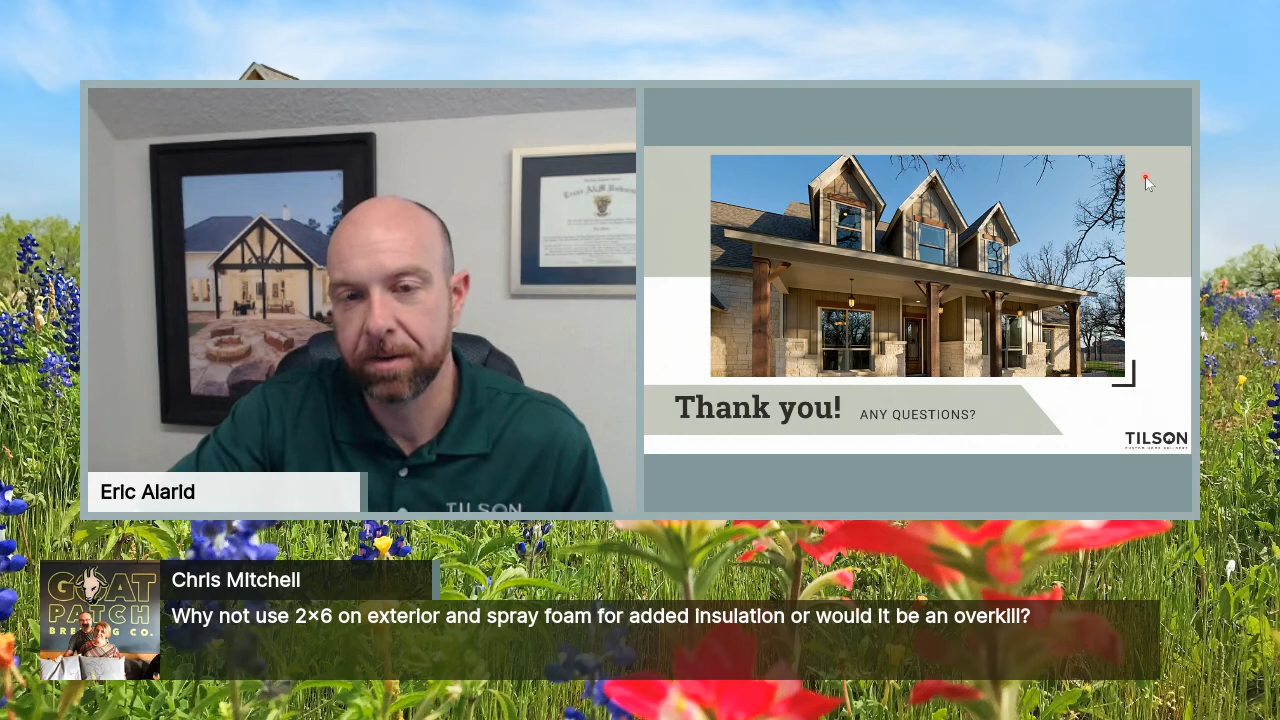 Eric Alarid
TILSON
Thank you! ANY QUESTIONS?
TILSON
GOAT
PATCH
Chris Mitchell
Why not use 2×6 on exterior and spray foam for added insulation or would it be an overkill?